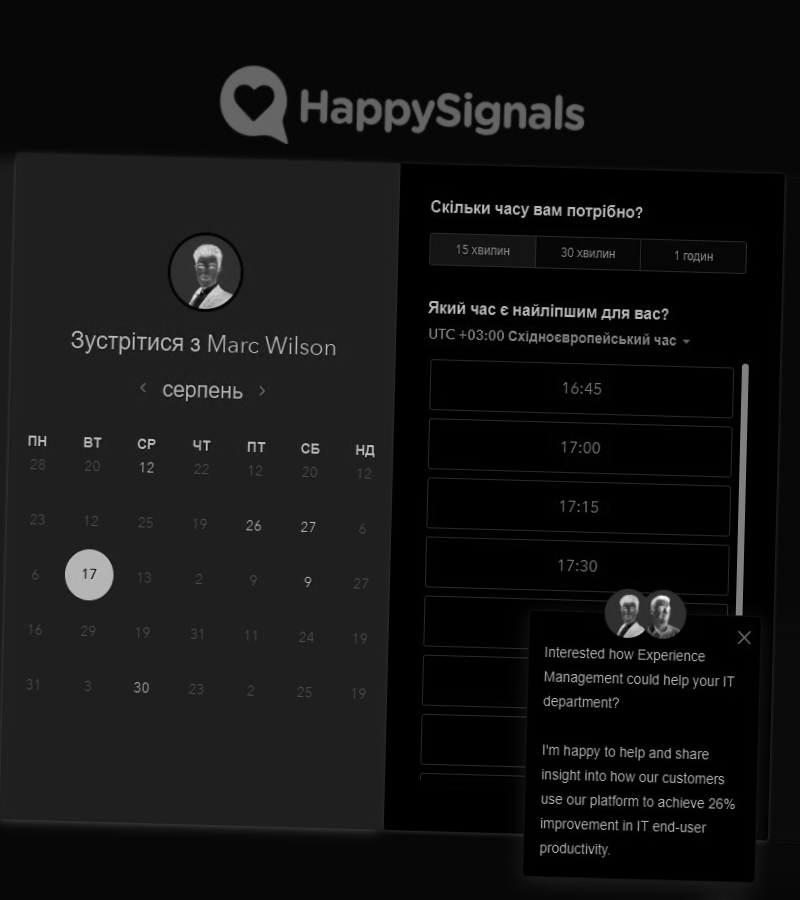 HappySignals
Зустрітися з Marc Wilson
серпень
ПН ВТ СР ЧТ ПТ СБ НД
28 20 12 22 12 20 12
23 12 25 19 26 27 6
6 17 13 2 9 9 27
16 29 19 31 11 24 19
31 3 30 23 2 25 19
Скільки часу вам потрібно?
15 хвилин 30 хвилин 1 годин
Який час є найліпшим для вас?
UTC +03:00 Східноєвропейський час
16:45
17:00
17:15
17:30
Interested how Experience
Management could help your IT
department?
I'm happy to help and share
insight into how our customers
use our platform to achieve 26%
improvement in IT end-user
productivity.